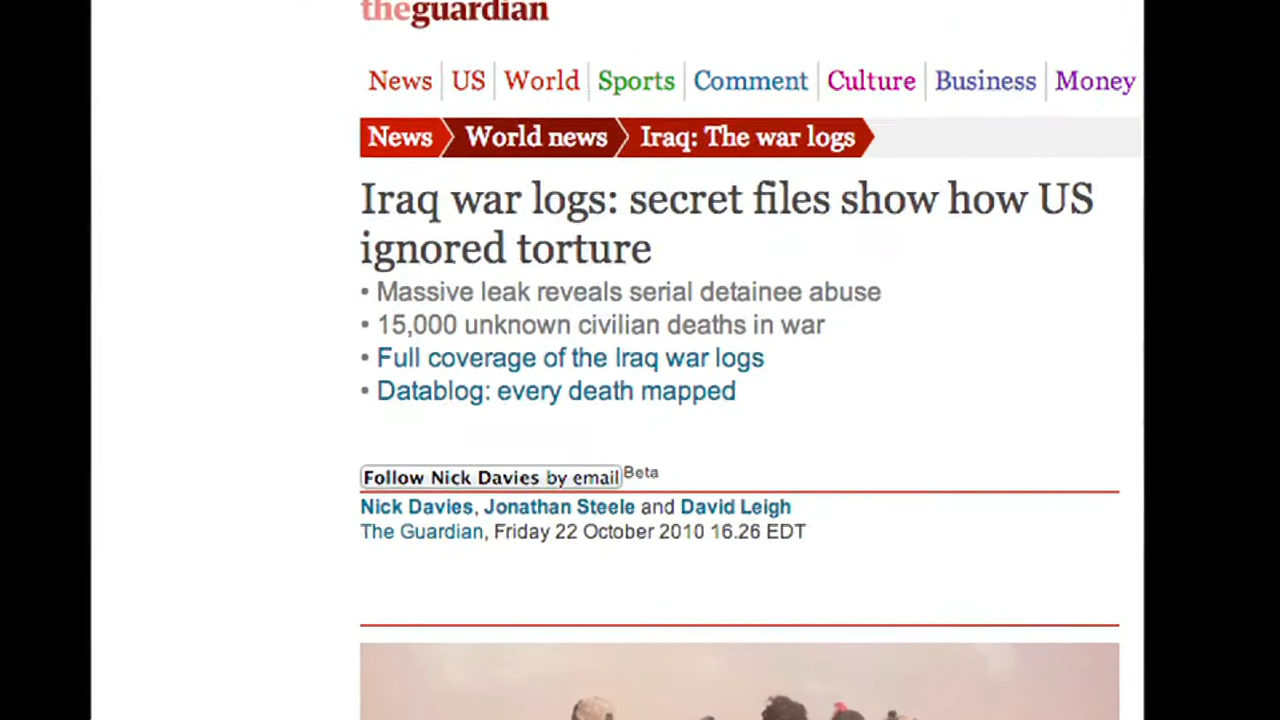 theguardian
News US World Sports Comment Culture Business Money
News World news Iraq: The war logs
Iraq war logs: secret files show how US
ignored torture
• Massive leak reveals serial detainee abuse
• 15,000 unknown civilian deaths in war
• Full coverage of the Iraq war logs
• Datablog: every death mapped
Follow Nick Davies by email Beta
Nick Davies, Jonathan Steele and David Leigh
The Guardian, Friday 22 October 2010 16.26 EDT